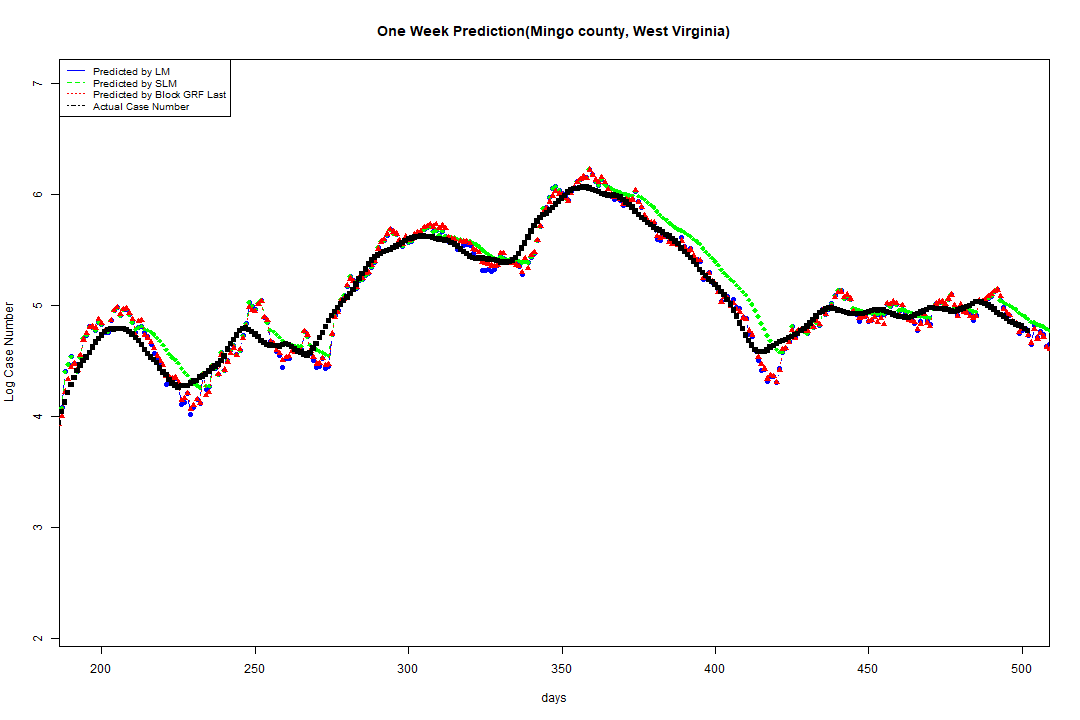 One Week Prediction(Mingo county, West Virginia)
Predicted by LM
Predicted by SLM
Predicted by Block GRF Last
Actual Case Number
7
6
5
4
3
2
Log Case Number
200 250 300 350 400 450 500
days